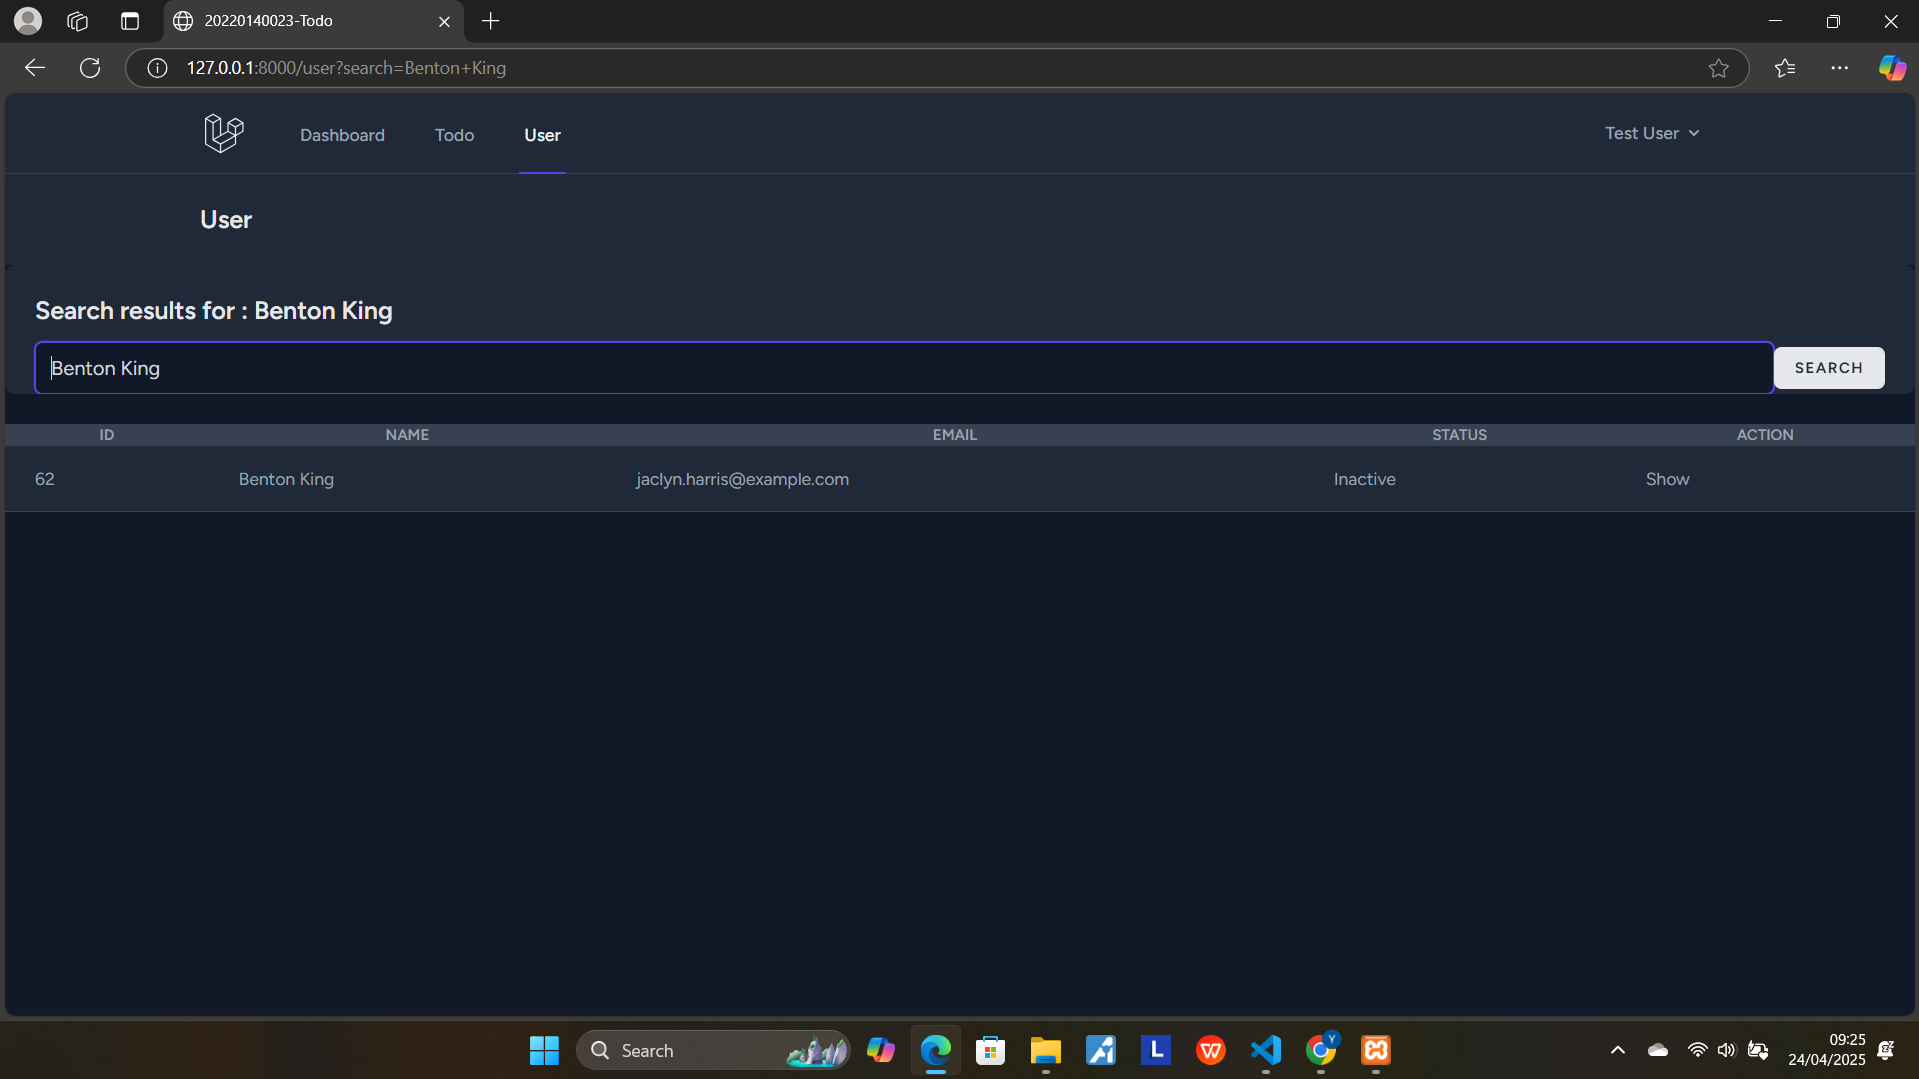 20220140023-Todo
127.0.0.1:8000/user?search=Benton+King
Dashboard Todo User Test User
User
Search results for : Benton King
Benton King SEARCH
ID NAME EMAIL STATUS ACTION
62 Benton King jaclyn.harris@example.com Inactive Show
Search L W Y 09:25
24/04/2025